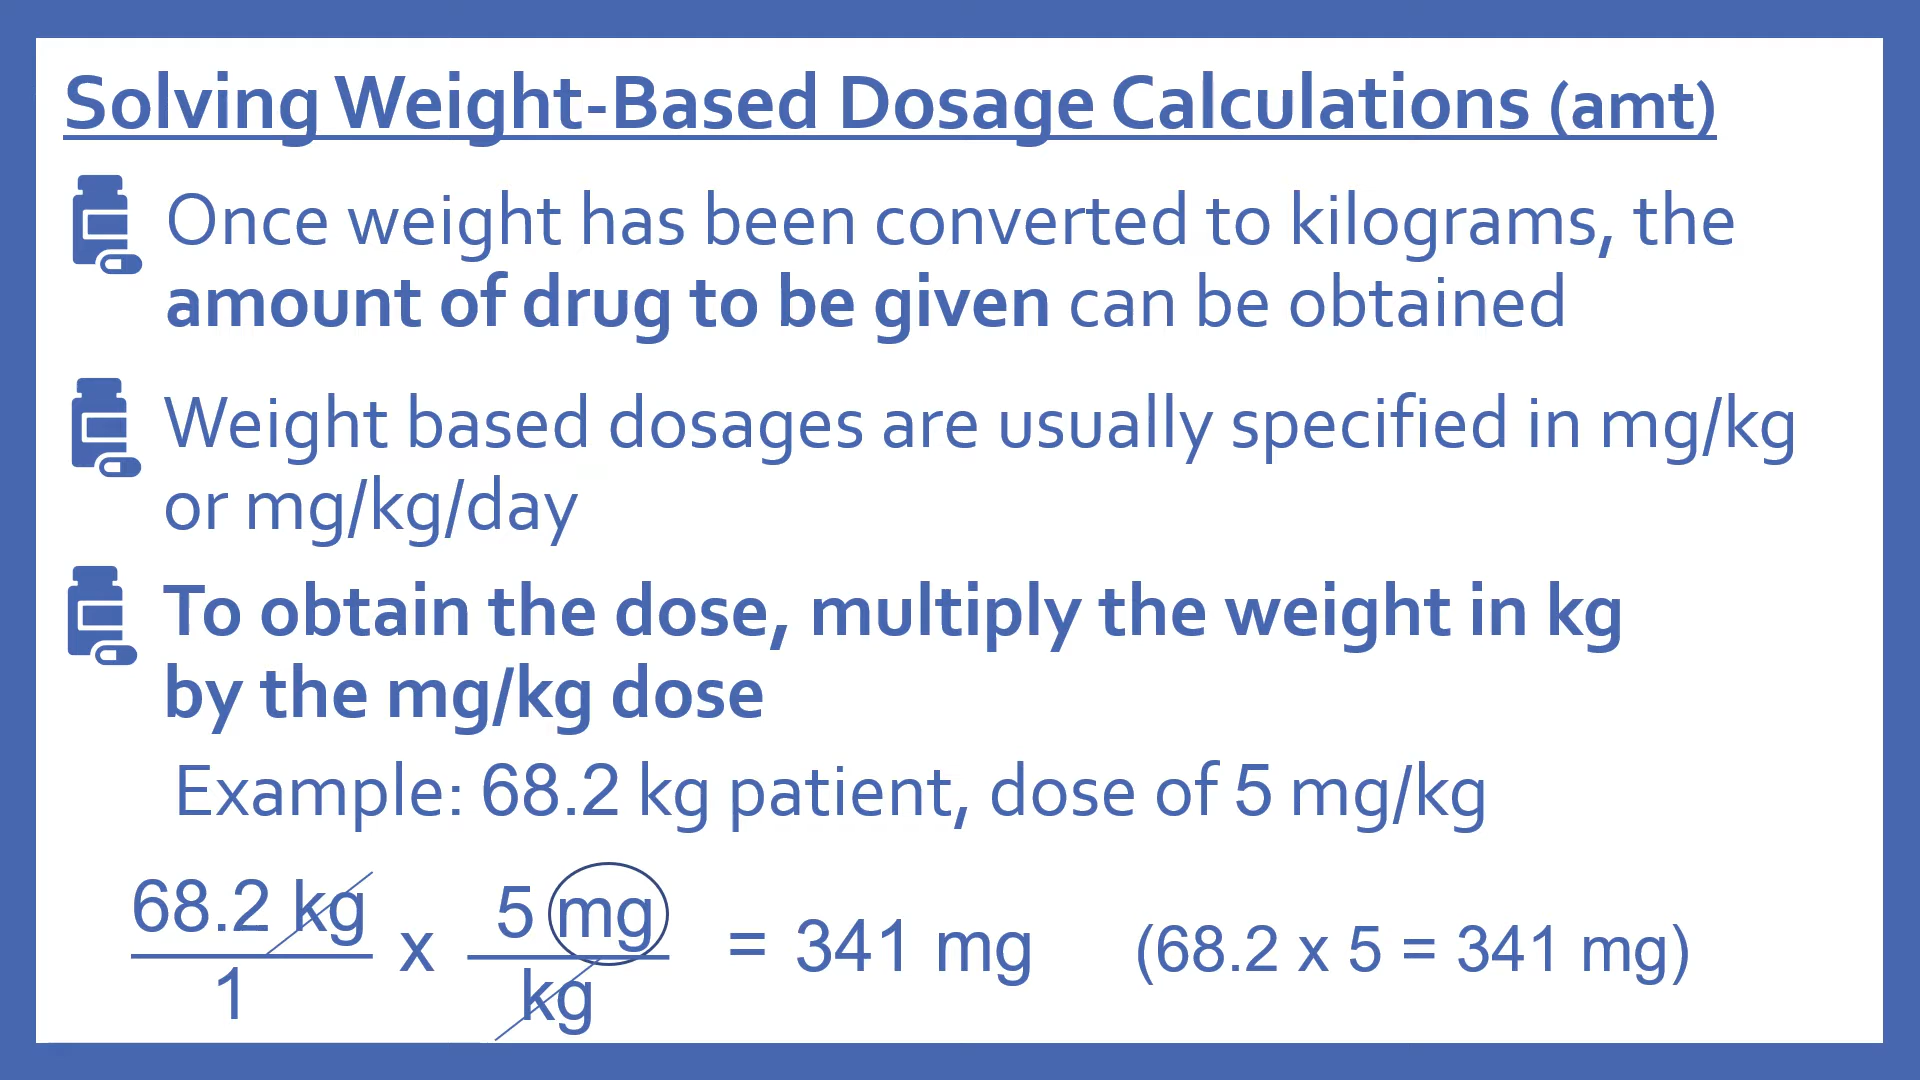 Solving Weight-Based Dosage Calculations (amt)
Once weight has been converted to kilograms, the
amount of drug to be given can be obtained
Weight based dosages are usually specified in mg/kg
or mg/kg/day
To obtain the dose, multiply the weight in kg
by the mg/kg dose
Example: 68.2 kg patient, dose of 5 mg/kg
68.2 kg / 1 x 5 mg / kg = 341 mg (68.2 x 5 = 341 mg)